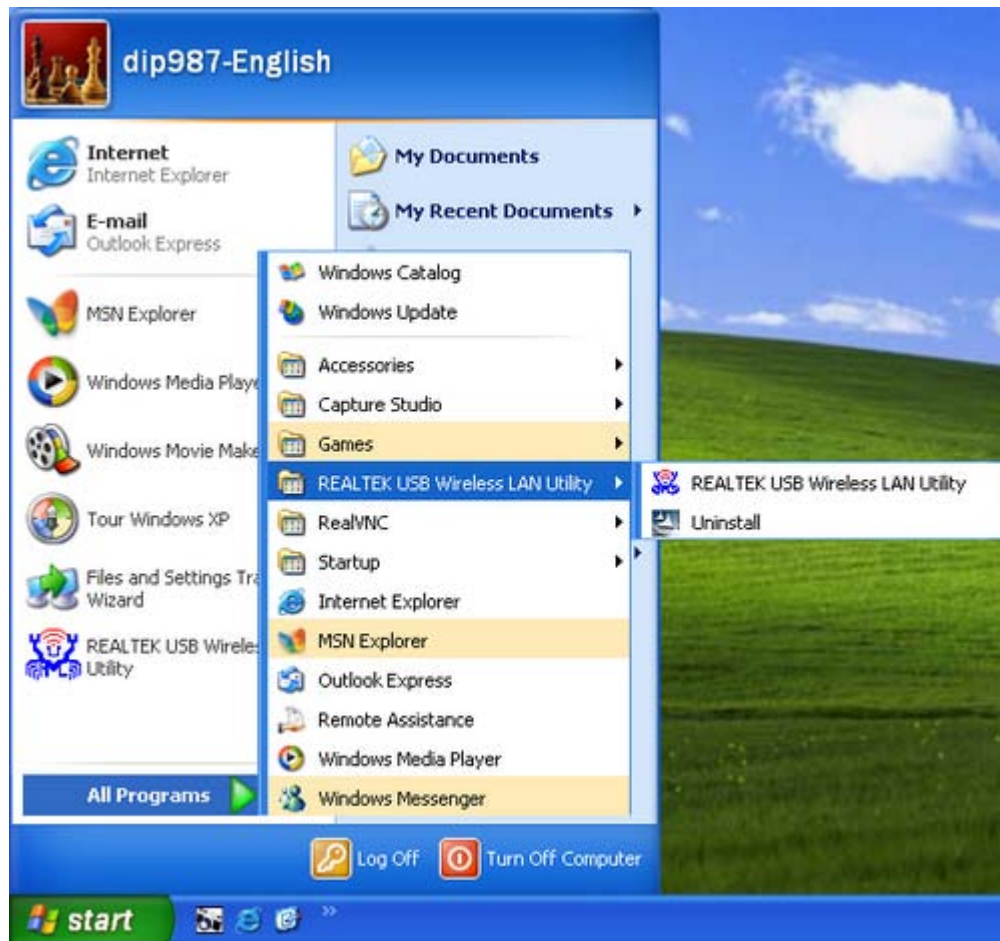 dip987-English
Internet
Internet Explorer
E-mail
Outlook Express
MSN Explorer
Windows Media Playe
Windows Movie Make
Tour Windows XP
Files and Settings Tra
Wizard
REALTEK USB Wireles
Utility
All Programs
My Documents
My Recent Documents
Windows Catalog
Windows Update
Accessories
Capture Studio
Games
REALTEK USB Wireless LAN Utility
RealVNC
Startup
Internet Explorer
MSN Explorer
Outlook Express
Remote Assistance
Windows Media Player
Windows Messenger
REALTEK USB Wireless LAN Utility
Uninstall
Log Off
Turn Off Computer
start